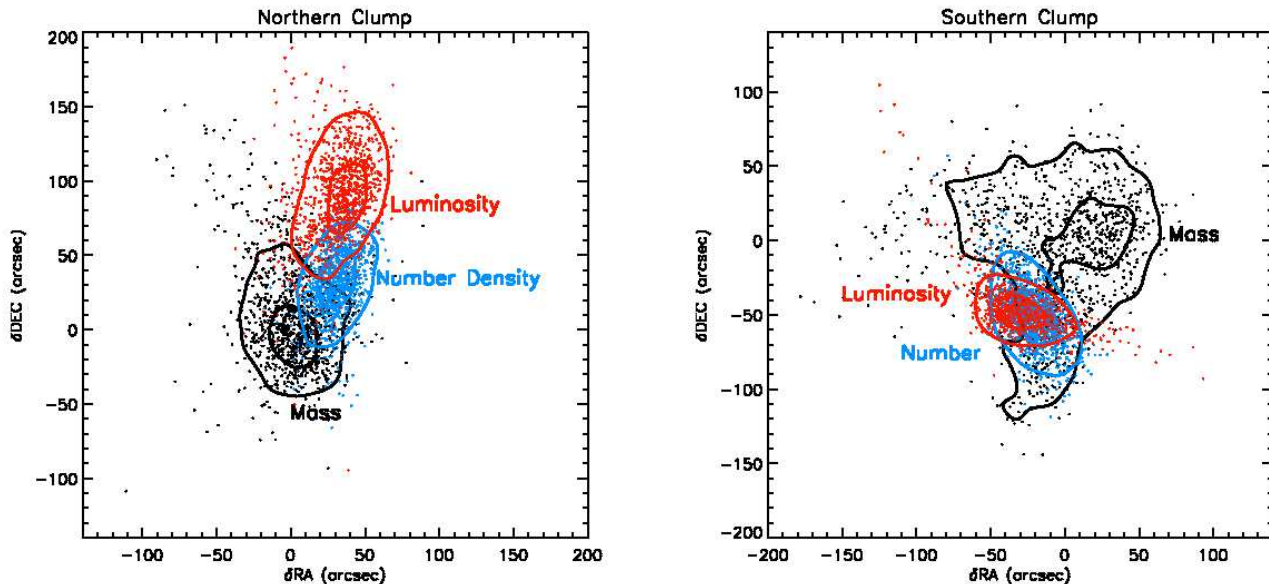 Northern Clump
200
150
100
50
0
−50
−100
δDEC (arcsec)
Luminosity
Number Density
Mass
−100 −50 0 50 100 150 200
δRA (arcsec)
Southern Clump
100
50
0
−50
−100
−150
−200
δDEC (arcsec)
Mass
Luminosity
Number
−200 −150 −100 −50 0 50 100
δRA (arcsec)